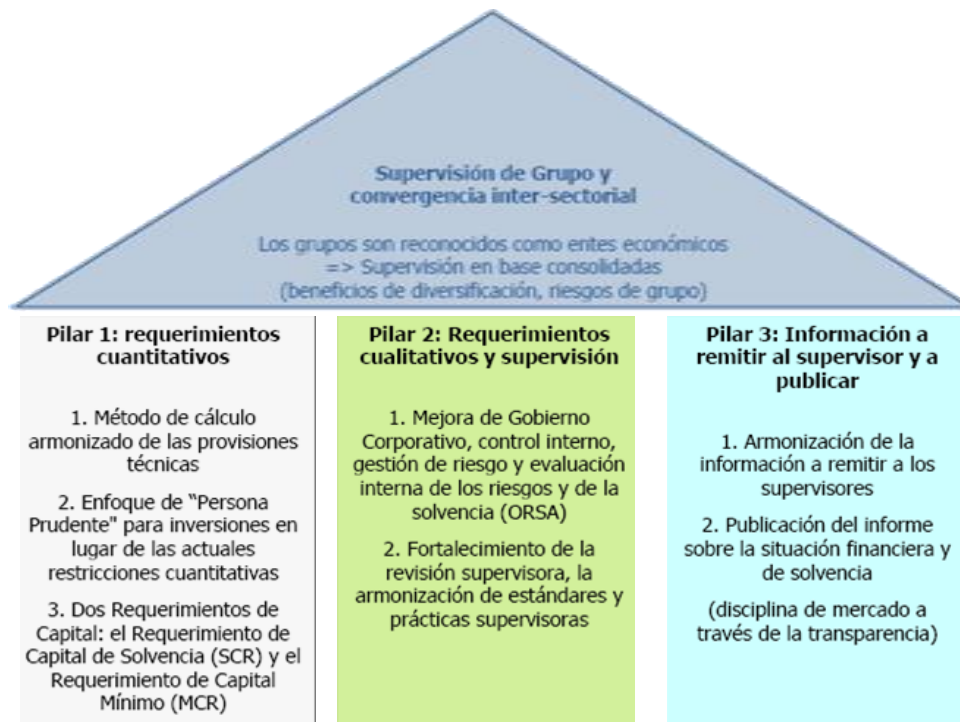 Supervisión de Grupo y
convergencia inter-sectorial
Los grupos son reconocidos como entes económicos
=> Supervisión en base consolidadas
(beneficios de diversificación, riesgos de grupo)
Pilar 1: requerimientos
cuantitativos
1. Método de cálculo
armonizado de las provisiones
técnicas
2. Enfoque de "Persona
Prudente" para inversiones en
lugar de las actuales
restricciones cuantitativas
3. Dos Requerimientos de
Capital: el Requerimiento de
Capital de Solvencia (SCR) y el
Requerimiento de Capital
Mínimo (MCR)
Pilar 2: Requerimientos
cualitativos y supervisión
1. Mejora de Gobierno
Corporativo, control interno,
gestión de riesgo y evaluación
interna de los riesgos y de la
solvencia (ORSA)
2. Fortalecimiento de la
revisión supervisora, la
armonización de estándares y
prácticas supervisoras
Pilar 3: Información a
remitir al supervisor y a
publicar
1. Armonización de la
información a remitir a los
supervisores
2. Publicación del informe
sobre la situación financiera y
de solvencia
(disciplina de mercado a
través de la transparencia)